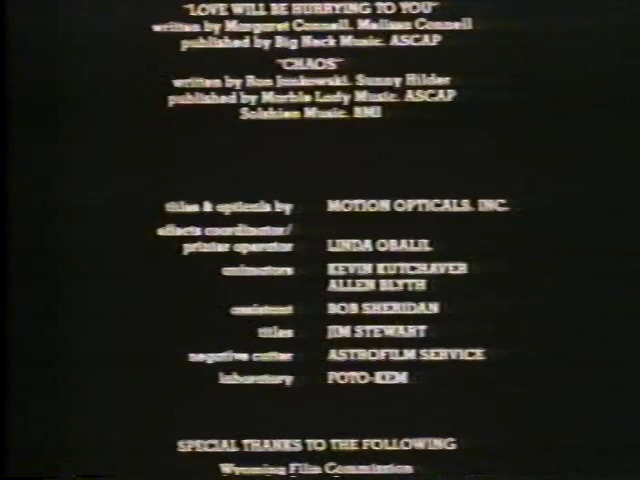 "LOVE WILL BE HURRYING TO YOU"
written by Margaret Connell, Melissa Connell
published by Big Neck Music, ASCAP
"CHAOS"
written by Ron Jankowski, Sunny Hilder
published by Marble Lady Music, ASCAP
Music, BMI
titles & opticals by MOTION OPTICALS, INC.
effects coordinator/
printer operator LINDA OBALIL
animators KEVIN KUTCHAVER
ALLEN BLYTH
assistant BOB SHERIDAN
titles JIM STEWART
negative cutter ASTROFILM SERVICE
laboratory FOTO-KEM
SPECIAL THANKS TO THE FOLLOWING
Wyoming Film Commission